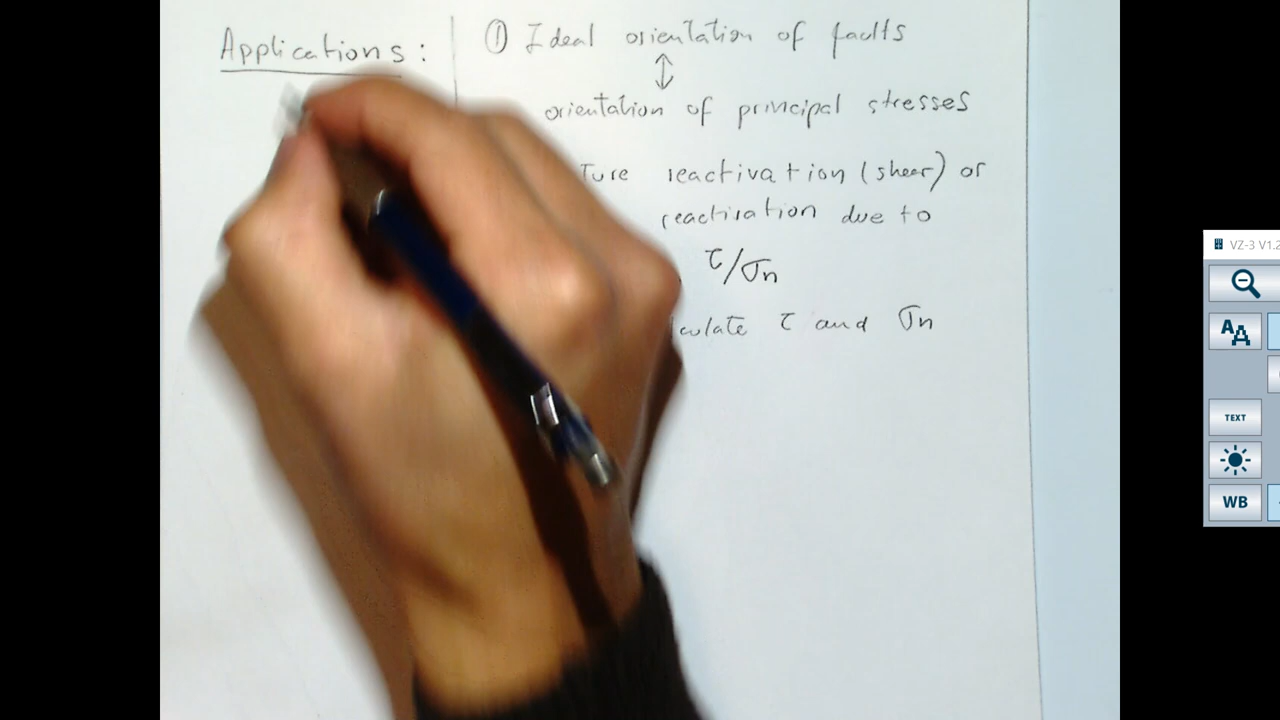 Applications:
① Ideal orientation of faults
↕
orientation of principal stresses
ture reactivation (shear) or
reactivation due to
τ/σn
culate τ and σn
VZ-3 V1.2
AA
TEXT
WB